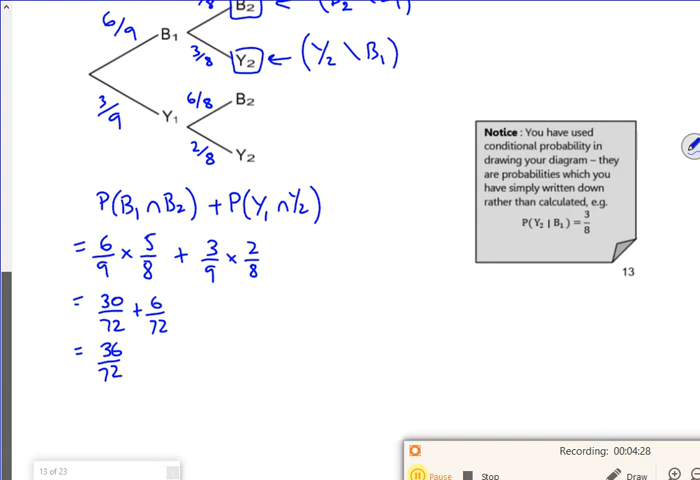 6/9
B₁
B₂
3/8
Y₂ ← (Y₂ \ B₁)
3/9
Y₁
6/8
B₂
2/8
Y₂
P(B₁ ∩ B₂) + P(Y₁ ∩ Y₂)
= 6/9 × 5/8 + 3/9 × 2/8
= 30/72 + 6/72
= 36/72
Notice : You have used
conditional probability in
drawing your diagram – they
are probabilities which you
have simply written down
rather than calculated, e.g.
P(Y₂ | B₁) = 3/8
13
13 of 23
Recording: 00:04:28
Pause Stop Draw